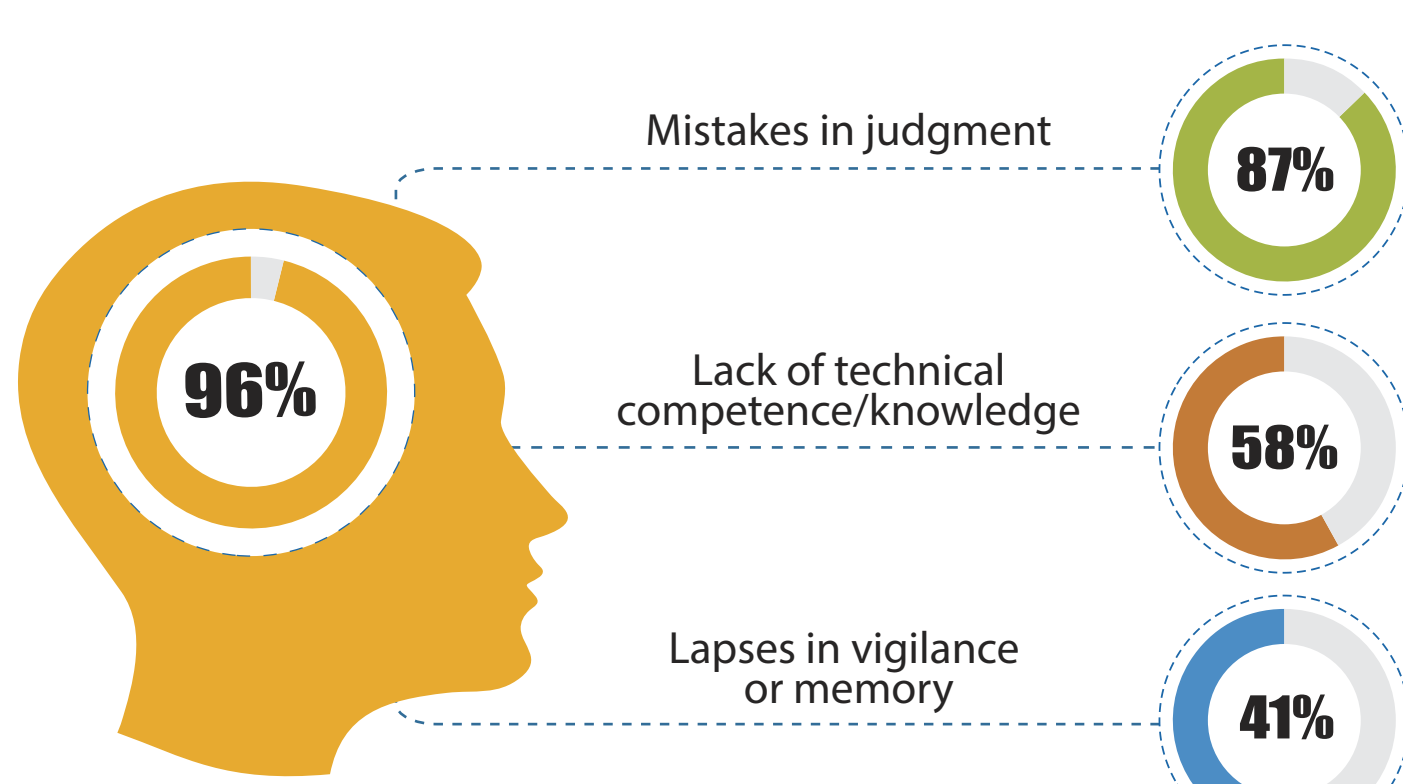 Mistakes in judgment
87%
96%
Lack of technical
competence/knowledge
58%
Lapses in vigilance
or memory
41%